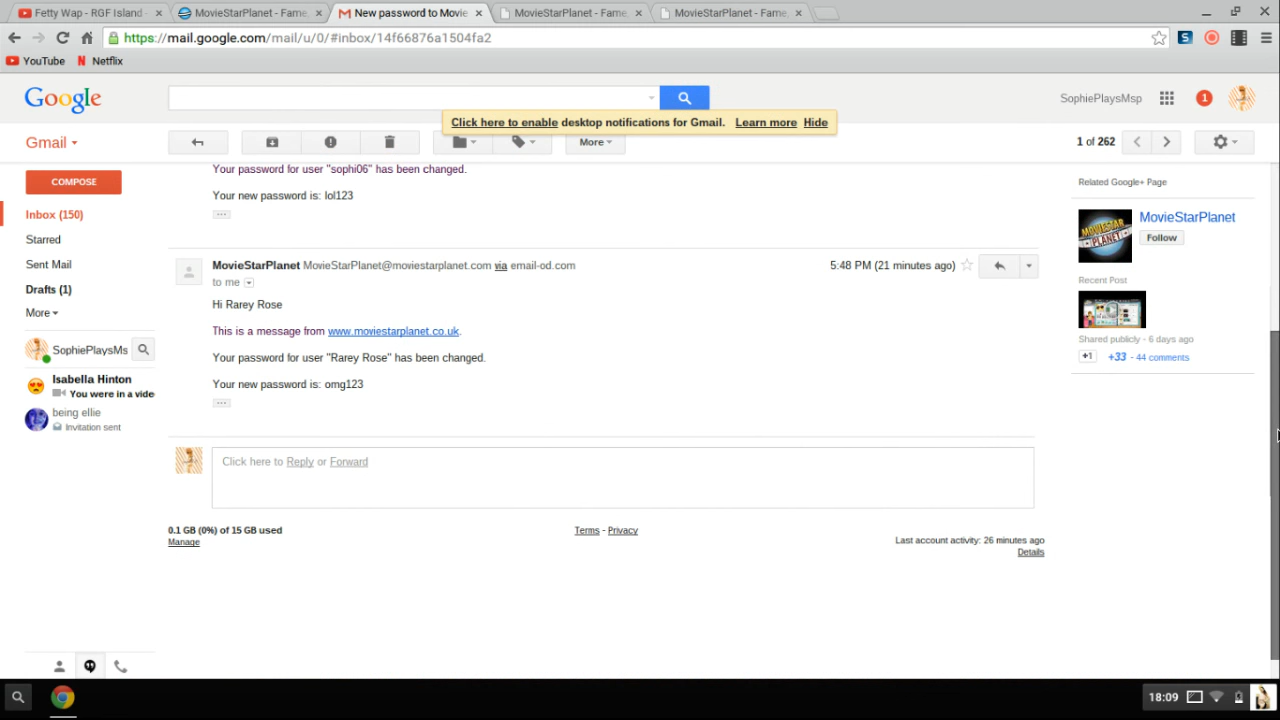 Fetty Wap - RGF Island -
MovieStarPlanet - Fame,
New password to Movie
MovieStarPlanet - Fame,
MovieStarPlanet - Fame,
https://mail.google.com/mail/u/0/#inbox/14f66876a1504fa2
YouTube
Netflix
Google
SophiePlaysMsp
1
Click here to enable desktop notifications for Gmail. Learn more Hide
Gmail
More
1 of 262
COMPOSE
Inbox (150)
Starred
Sent Mail
Drafts (1)
More
SophiePlaysMs
Isabella Hinton
You were in a vide
being ellie
Invitation sent
Your password for user "sophi06" has been changed.
Your new password is: lol123
MovieStarPlanet MovieStarPlanet@moviestarplanet.com via email-od.com
5:48 PM (21 minutes ago)
to me
Hi Rarey Rose
This is a message from www.moviestarplanet.co.uk.
Your password for user "Rarey Rose" has been changed.
Your new password is: omg123
Click here to Reply or Forward
0.1 GB (0%) of 15 GB used
Manage
Terms - Privacy
Last account activity: 26 minutes ago
Details
Related Google+ Page
MOVIESTAR PLANET
MovieStarPlanet
Follow
Recent Post
Shared publicly - 6 days ago
+1
+33 - 44 comments
18:09